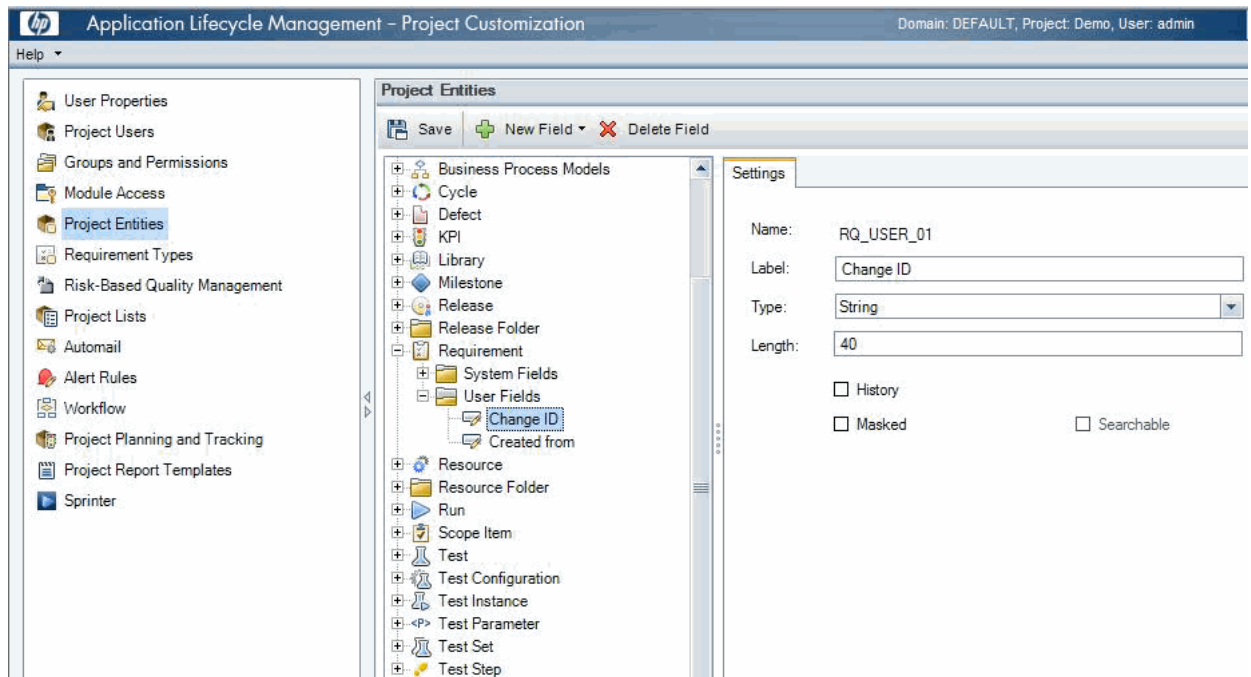 hp Application Lifecycle Management – Project Customization Domain: DEFAULT, Project: Demo, User: admin
Help
User Properties
Project Users
Groups and Permissions
Module Access
Project Entities
Requirement Types
Risk-Based Quality Management
Project Lists
Automail
Alert Rules
Workflow
Project Planning and Tracking
Project Report Templates
Sprinter
Project Entities
Save New Field Delete Field
Business Process Models
Cycle
Defect
KPI
Library
Milestone
Release
Release Folder
Requirement
System Fields
User Fields
Change ID
Created from
Resource
Resource Folder
Run
Scope Item
Test
Test Configuration
Test Instance
<P> Test Parameter
Test Set
Test Step
Settings
Name: RQ_USER_01
Label: Change ID
Type: String
Length: 40
History
Masked Searchable